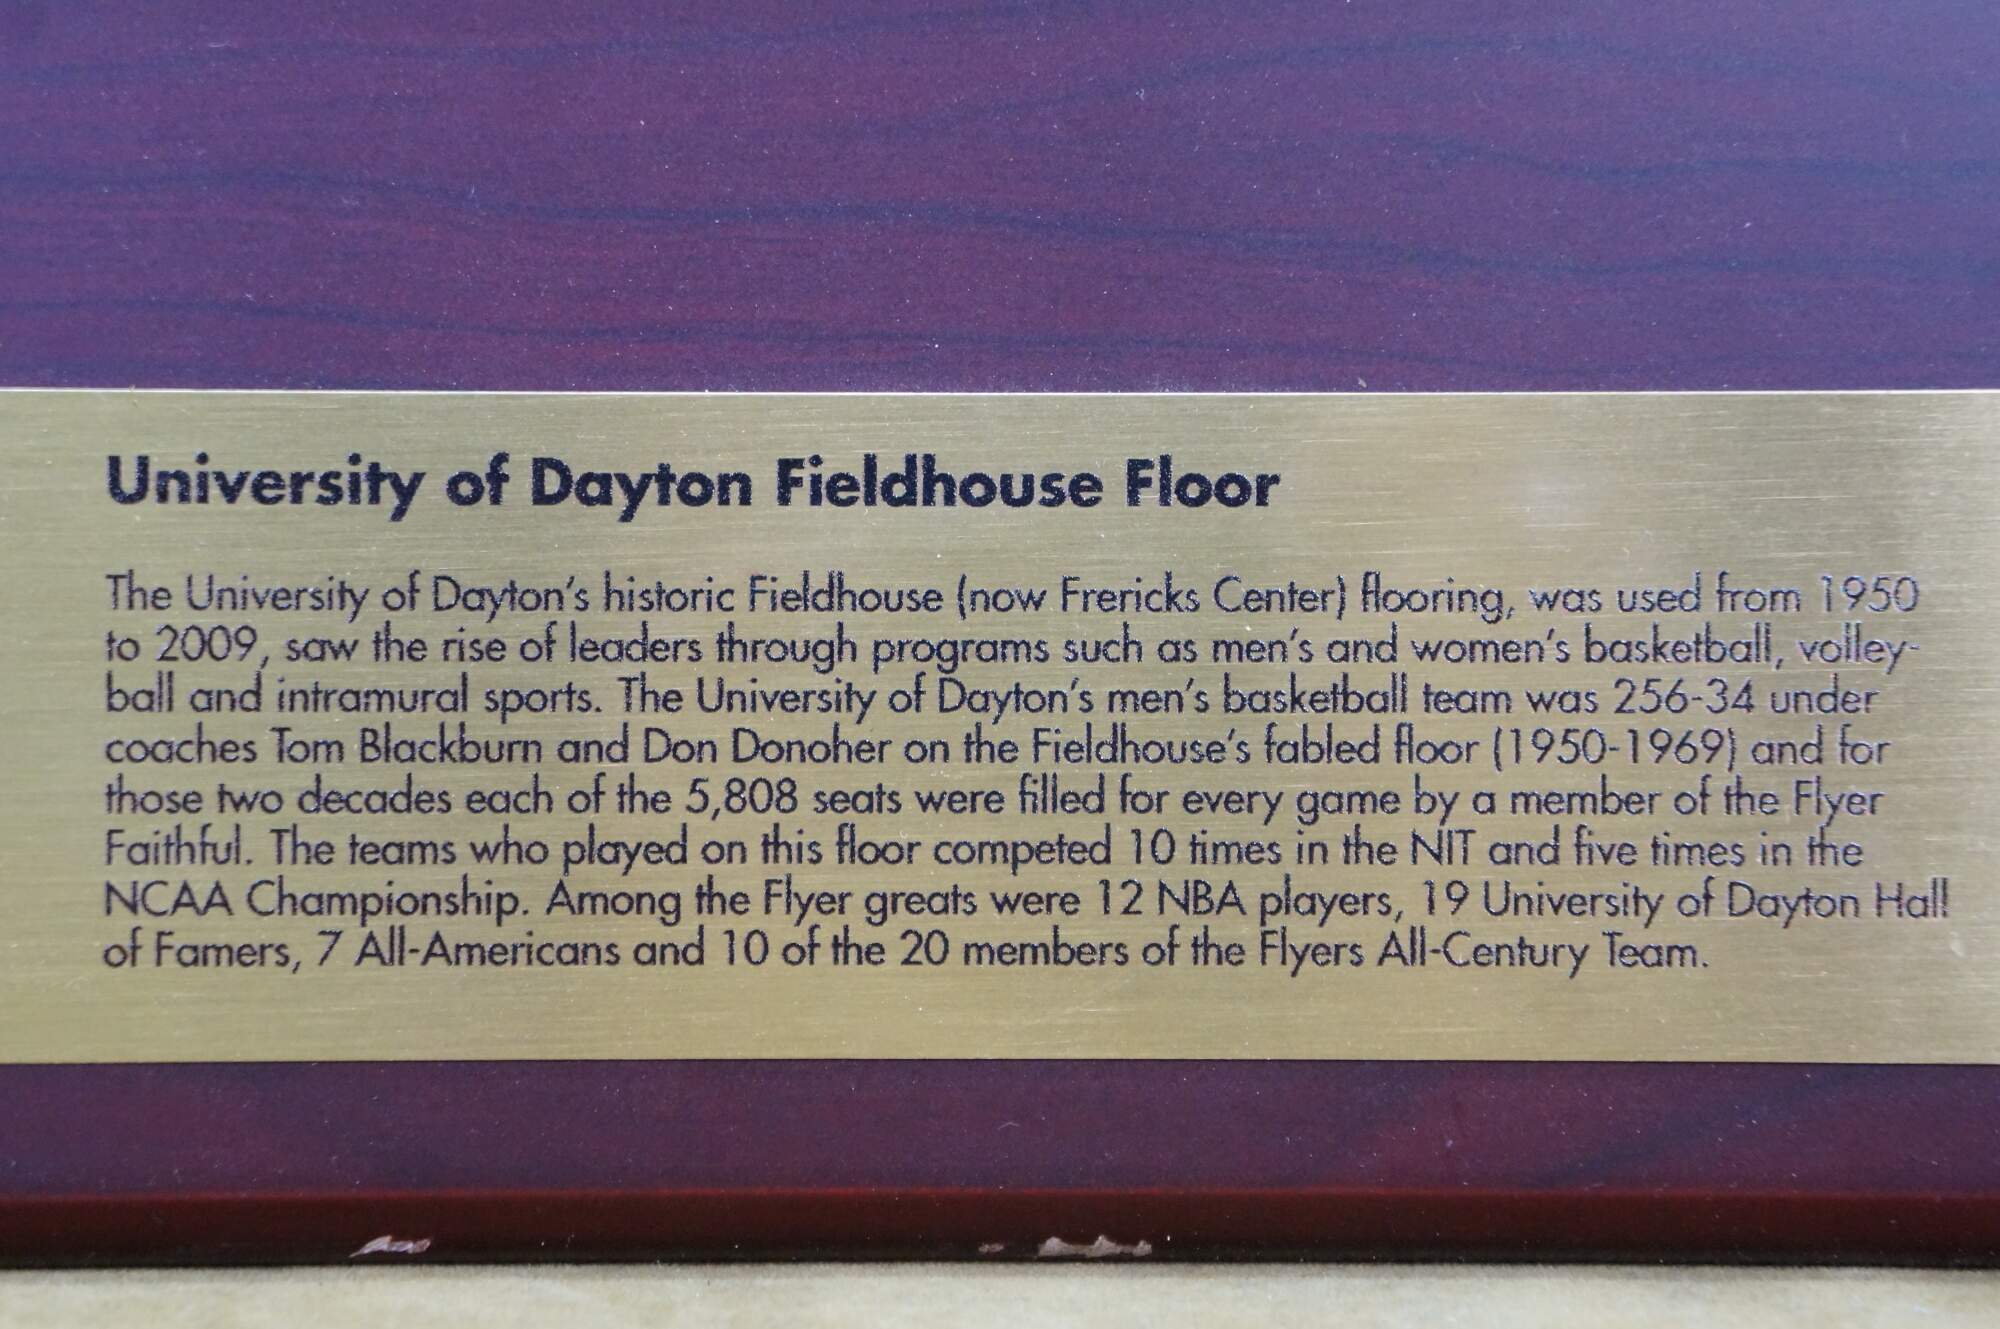 University of Dayton Fieldhouse Floor
The University of Dayton's historic Fieldhouse (now Frericks Center) flooring, was used from 1950
to 2009, saw the rise of leaders through programs such as men's and women's basketball, volley-
ball and intramural sports. The University of Dayton's men's basketball team was 256-34 under
coaches Tom Blackburn and Don Donoher on the Fieldhouse's fabled floor (1950-1969) and for
those two decades each of the 5,808 seats were filled for every game by a member of the Flyer
Faithful. The teams who played on this floor competed 10 times in the NIT and five times in the
NCAA Championship. Among the Flyer greats were 12 NBA players, 19 University of Dayton Hall
of Famers, 7 All-Americans and 10 of the 20 members of the Flyers All-Century Team.